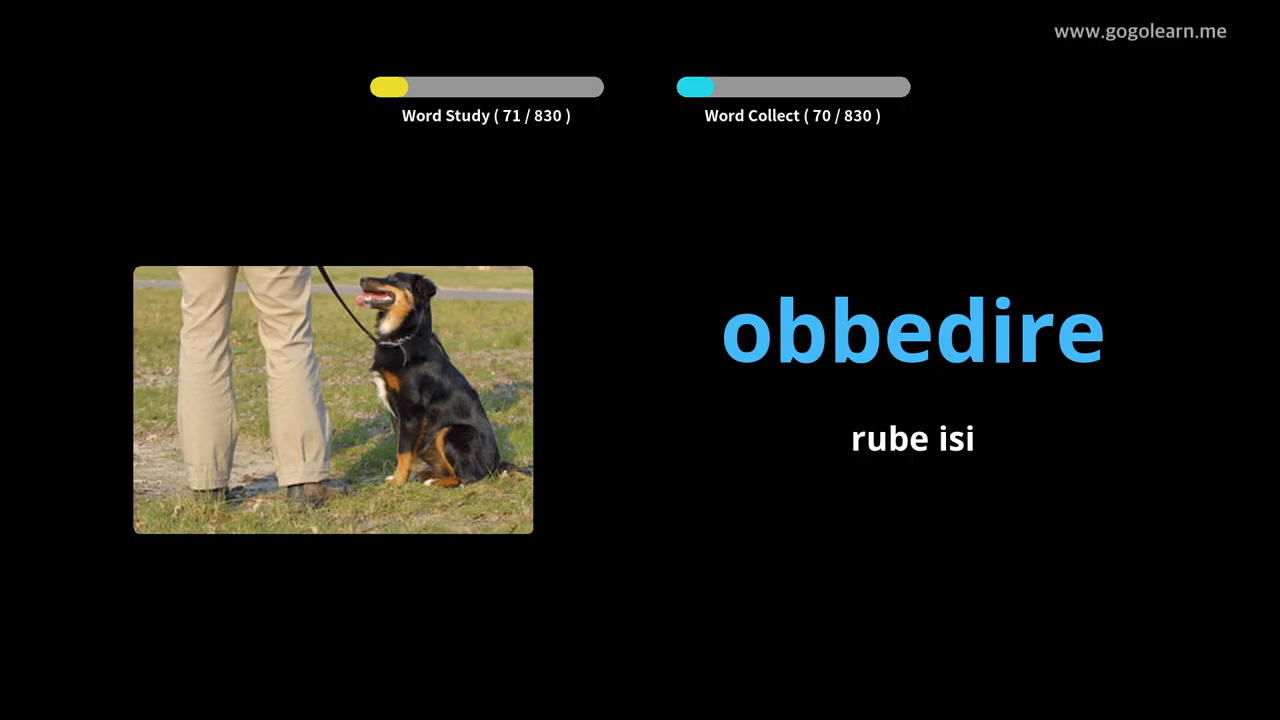 www.gogolearn.me
Word Study ( 71 / 830 )
Word Collect ( 70 / 830 )
obbedire
rube isi